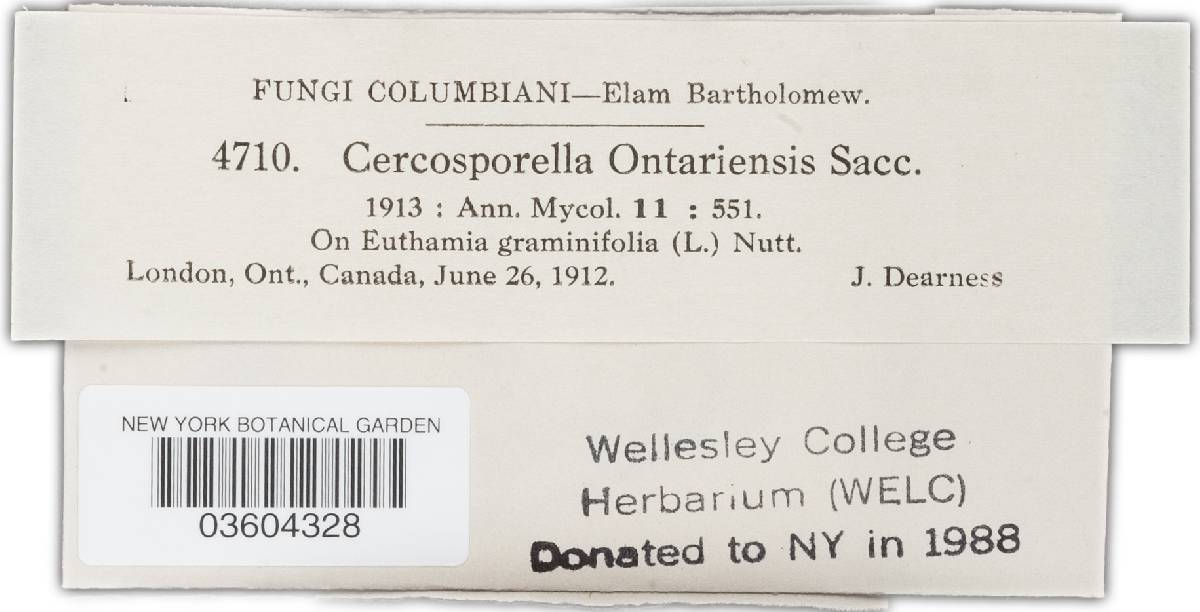 FUNGI COLUMBIANI—Elam Bartholomew.
4710. Cercosporella Ontariensis Sacc.
1913 : Ann. Mycol. 11 : 551.
On Euthamia graminifolia (L.) Nutt.
London, Ont., Canada, June 26, 1912. J. Dearness
NEW YORK BOTANICAL GARDEN
03604328
Wellesley College
Herbarium (WELC)
Donated to NY in 1988